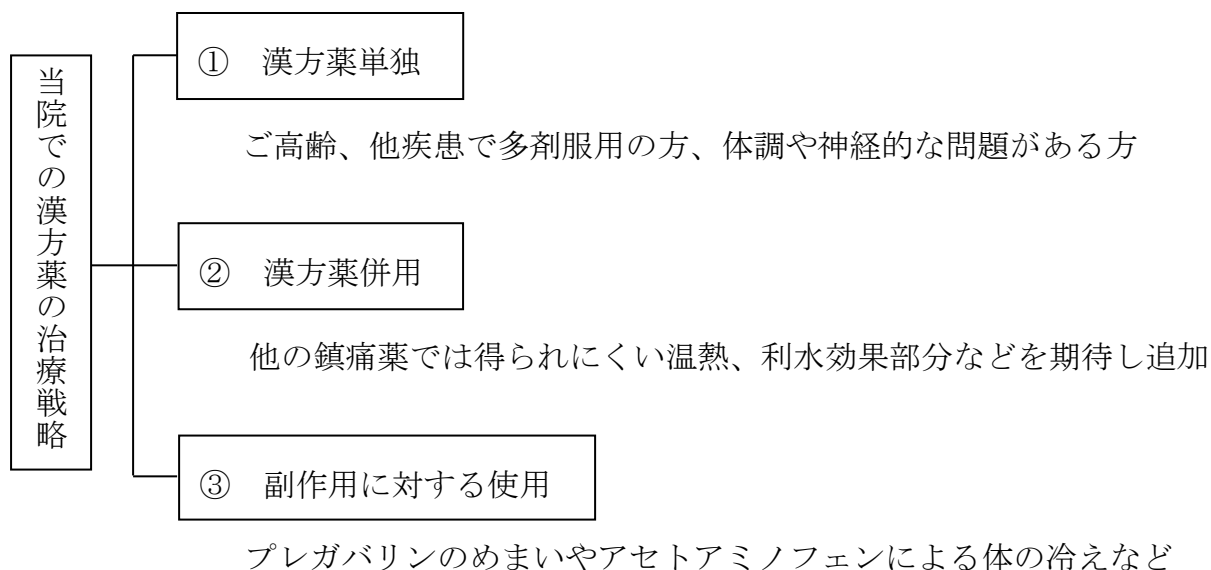 当院での漢方薬の治療戦略
① 漢方薬単独
ご高齢、他疾患で多剤服用の方、体調や神経的な問題がある方
② 漢方薬併用
他の鎮痛薬では得られにくい温熱、利水効果部分などを期待し追加
③ 副作用に対する使用
プレガバリンのめまいやアセトアミノフェンによる体の冷えなど